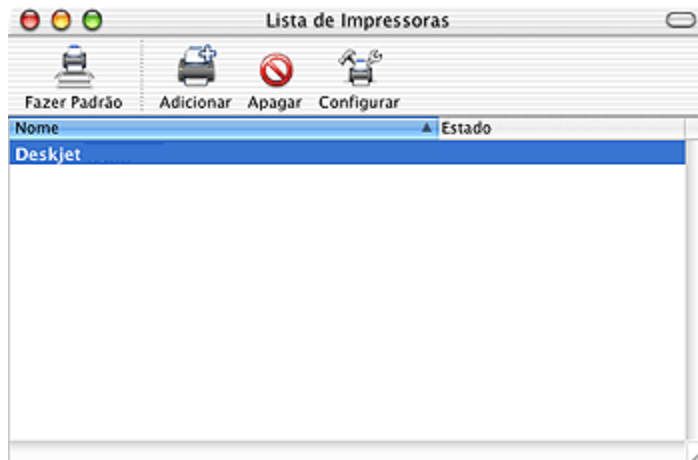 Lista de Impressoras
Fazer Padrão Adicionar Apagar Configurar
Nome Estado
Deskjet